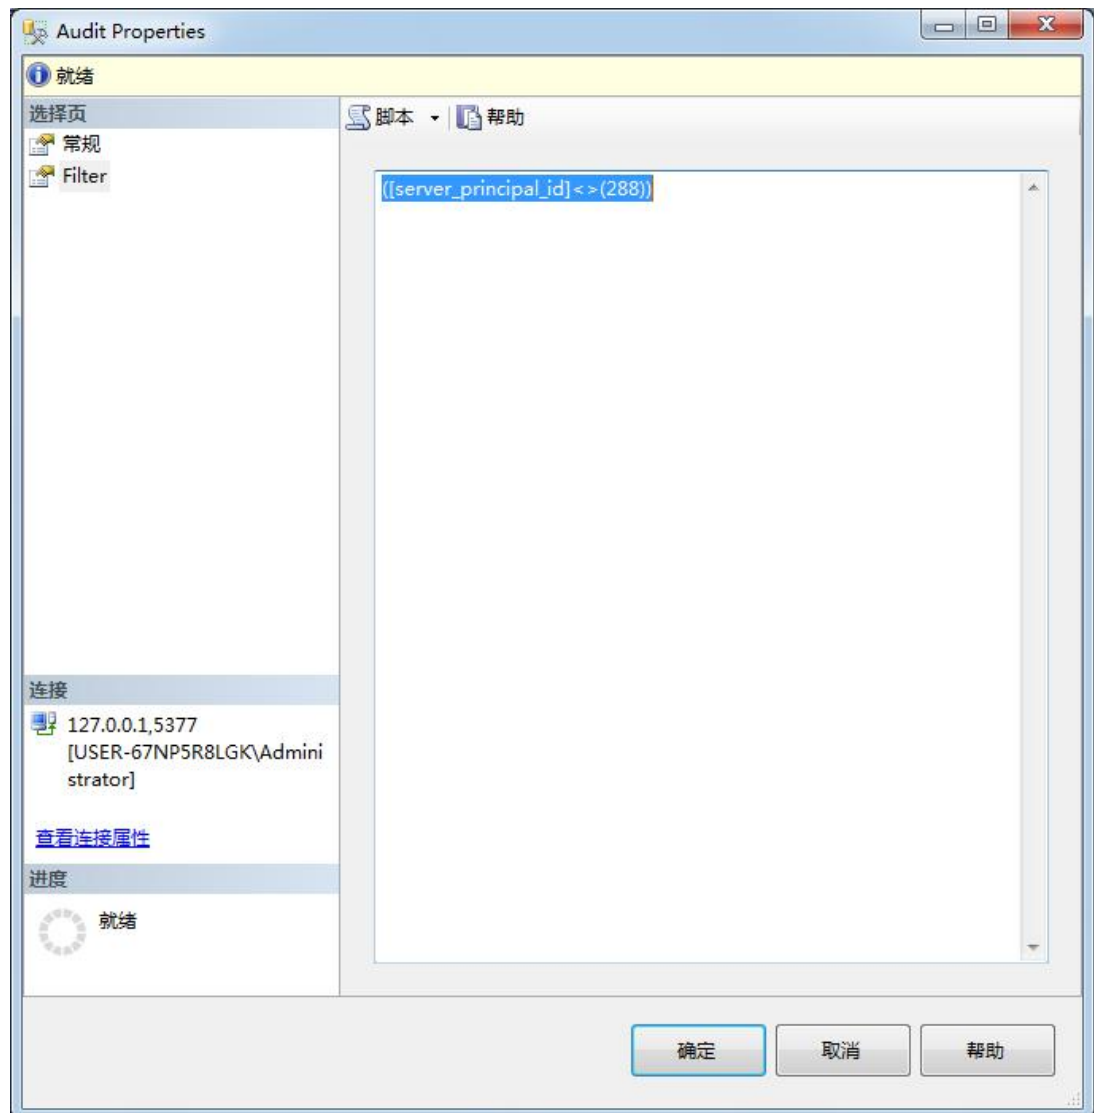 Audit Properties
就绪
选择页
常规
Filter
脚本
帮助
([server_principal_id]<>(288))
连接
127.0.0.1,5377
[USER-67NP5R8LGK\Admini
strator]
查看连接属性
进度
就绪
确定
取消
帮助